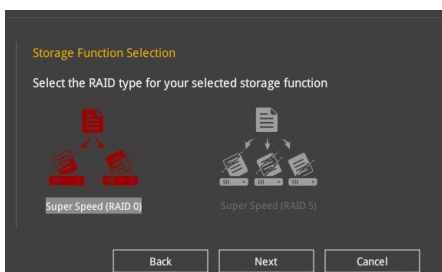 Storage Function Selection
Select the RAID type for your selected storage function
Super Speed (RAID 0)
Super Speed (RAID 5)
Back
Next
Cancel